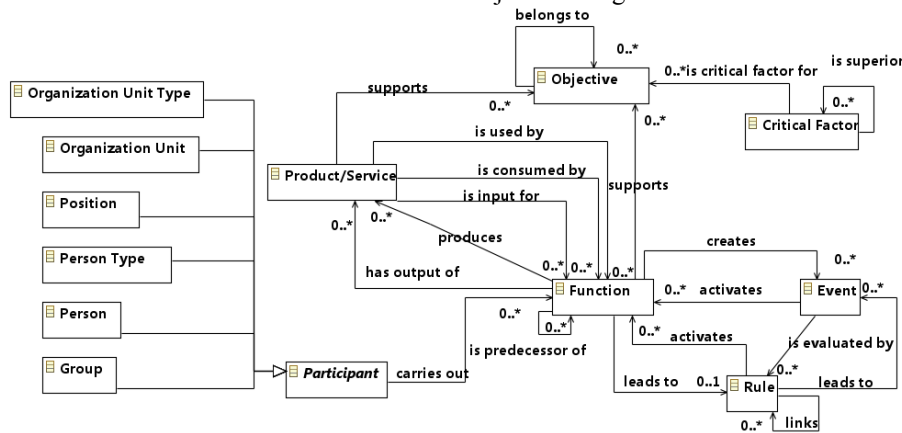 belongs to
0..*
is superior
0..*
is critical factor for
Objective
Organization Unit Type
supports
0..*
0..*
0..*
Critical Factor
is used by
Organization Unit
is consumed by
Product/Service
supports
is input for
Position
0..*
0..*
produces
creates
Person Type
has output of
0..*
0..*
0..*
0..*
Function
0..*
activates
Event
0..*
Person
0..*
0..*
0..*
activates
is evaluated by
is predecessor of
Group
Participant
carries out
leads to
0..1
Rule
0..*
leads to
0..*
links